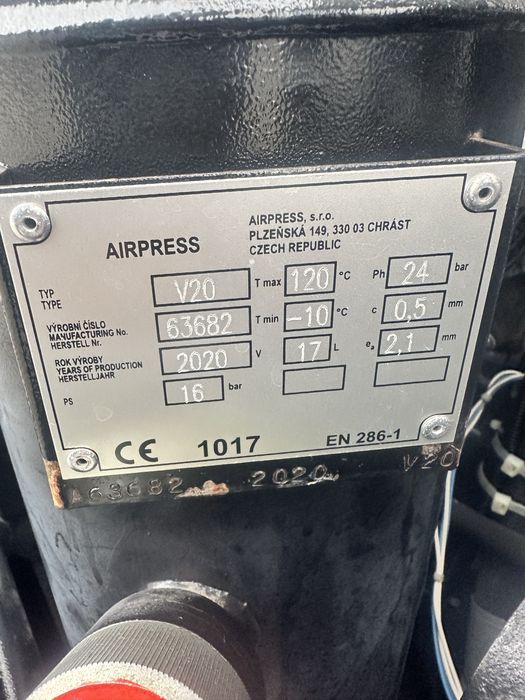 AIRPRESS
AIRPRESS, s.r.o.
PLZEŇSKÁ 149, 330 03 CHRÁST
CZECH REPUBLIC
TYP
TYPE V20 T max 120 °C Ph 24 bar
VÝROBNÍ ČÍSLO
MANUFACTURING No.
HERSTELL Nr. 63682 T min -10 °C c 0,5 mm
ROK VÝROBY
YEARS OF PRODUCTION
HERSTELLJAHR 2020 V 17 L ea 2,1 mm
PS 16 bar
CE 1017 EN 286-1
A63682 2020 V20